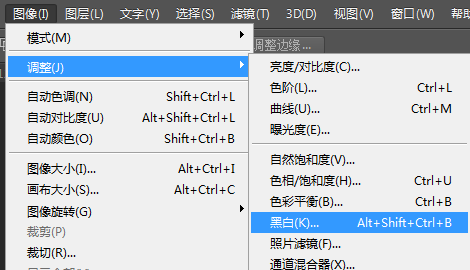 图像(I) 图层(L) 文字(Y) 选择(S) 滤镜(T) 3D(D) 视图(V) 窗口(W) 帮助
模式(M)
调整边缘...
调整(J)
自动色调(N) Shift+Ctrl+L
自动对比度(U) Alt+Shift+Ctrl+L
自动颜色(O) Shift+Ctrl+B
图像大小(I)... Alt+Ctrl+I
画布大小(S)... Alt+Ctrl+C
图像旋转(G)
裁剪(P)
裁切(R)...
亮度/对比度(C)...
色阶(L)... Ctrl+L
曲线(U)... Ctrl+M
曝光度(E)...
自然饱和度(V)...
色相/饱和度(H)... Ctrl+U
色彩平衡(B)... Ctrl+B
黑白(K)... Alt+Shift+Ctrl+B
照片滤镜(F)...
通道混合器(X)...